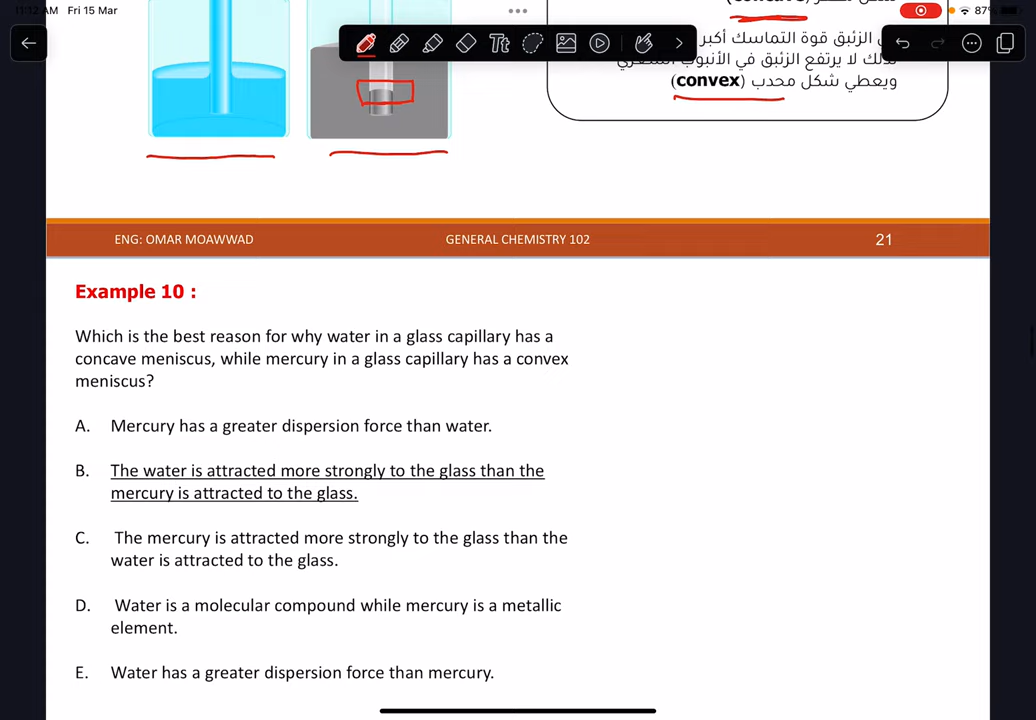 11:12 AM Fri 15 Mar
87%
الزئبق قوة التماسك أكبر
لذلك لا يرتفع الزئبق في الأنبوب
ويعطي شكل محدب (convex)
ENG: OMAR MOAWWAD
GENERAL CHEMISTRY 102
21
Example 10 :
Which is the best reason for why water in a glass capillary has a
concave meniscus, while mercury in a glass capillary has a convex
meniscus?
A. Mercury has a greater dispersion force than water.
B. The water is attracted more strongly to the glass than the
mercury is attracted to the glass.
C. The mercury is attracted more strongly to the glass than the
water is attracted to the glass.
D. Water is a molecular compound while mercury is a metallic
element.
E. Water has a greater dispersion force than mercury.